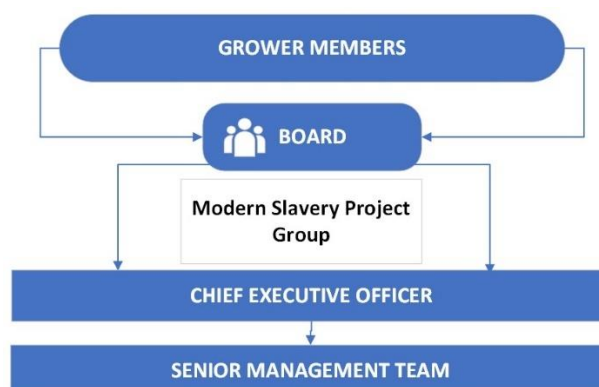 GROWER MEMBERS
BOARD
Modern Slavery Project
Group
CHIEF EXECUTIVE OFFICER
SENIOR MANAGEMENT TEAM